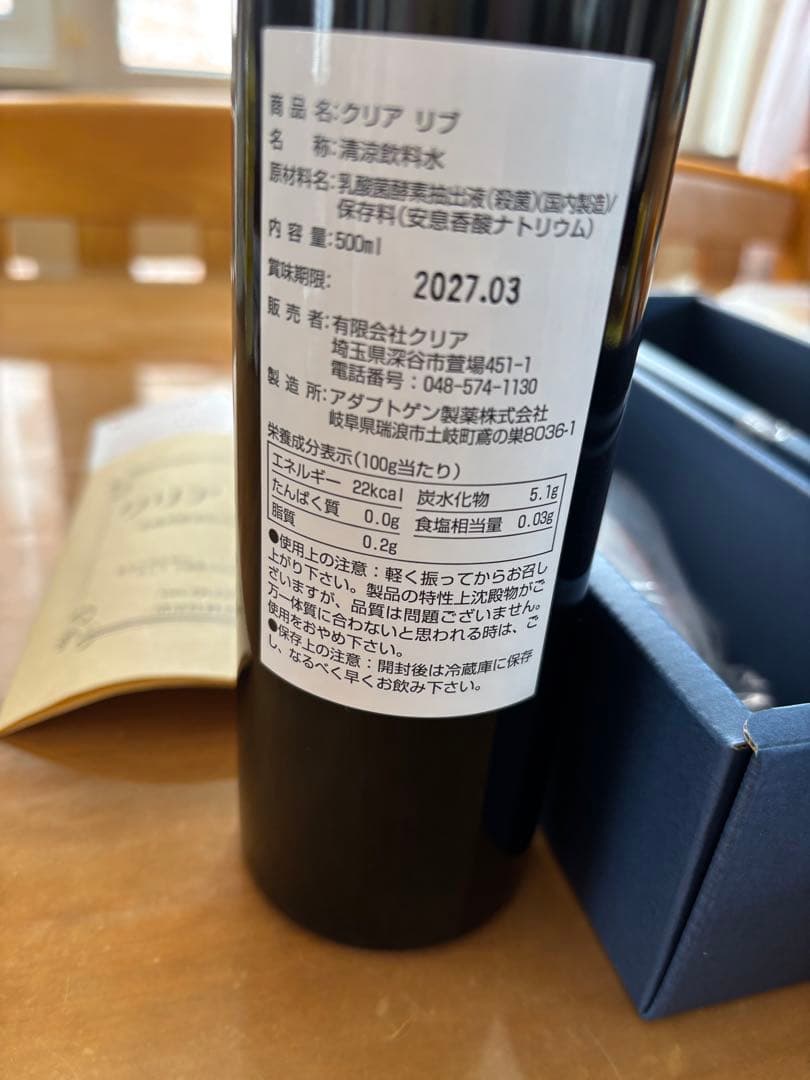 商品名:クリア リブ
名 称:清涼飲料水
原材料名:乳酸菌酵素抽出液(殺菌)(国内製造)/
保存料(安息香酸ナトリウム)
内容量:500ml
賞味期限: 2027.03
販売者:有限会社クリア
埼玉県深谷市萱場451-1
電話番号:048-574-1130
製造所:アダプトゲン製薬株式会社
岐阜県瑞浪市土岐町鳶の巣8036-1
栄養成分表示(100g当たり)
エネルギー 22kcal 炭水化物 5.1g
たんぱく質 0.0g 食塩相当量 0.03g
脂質 0.2g
●使用上の注意:軽く振ってからお召し
上がり下さい。製品の特性上沈殿物がご
ざいますが、品質は問題ございません。
万一体質に合わないと思われる時は、ご
使用をおやめ下さい。
●保存上の注意:開封後は冷蔵庫に保存
し、なるべく早くお飲み下さい。
クリア